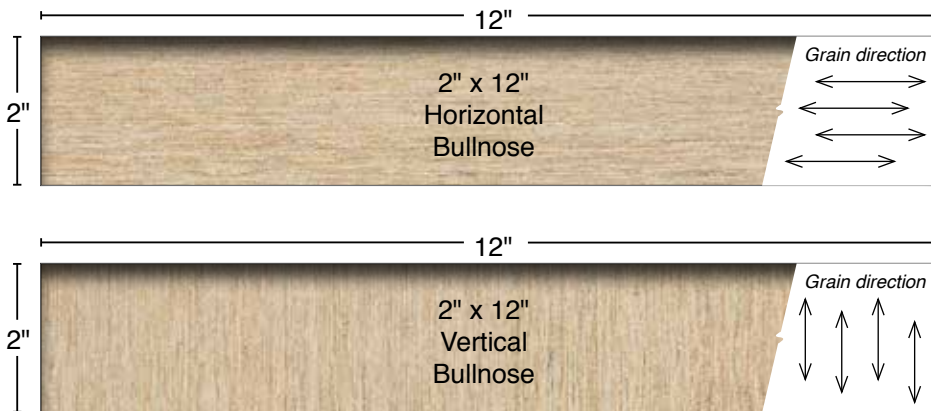 12"
Grain direction
2"
2" x 12"
Horizontal
Bullnose
12"
Grain direction
2"
2" x 12"
Vertical
Bullnose